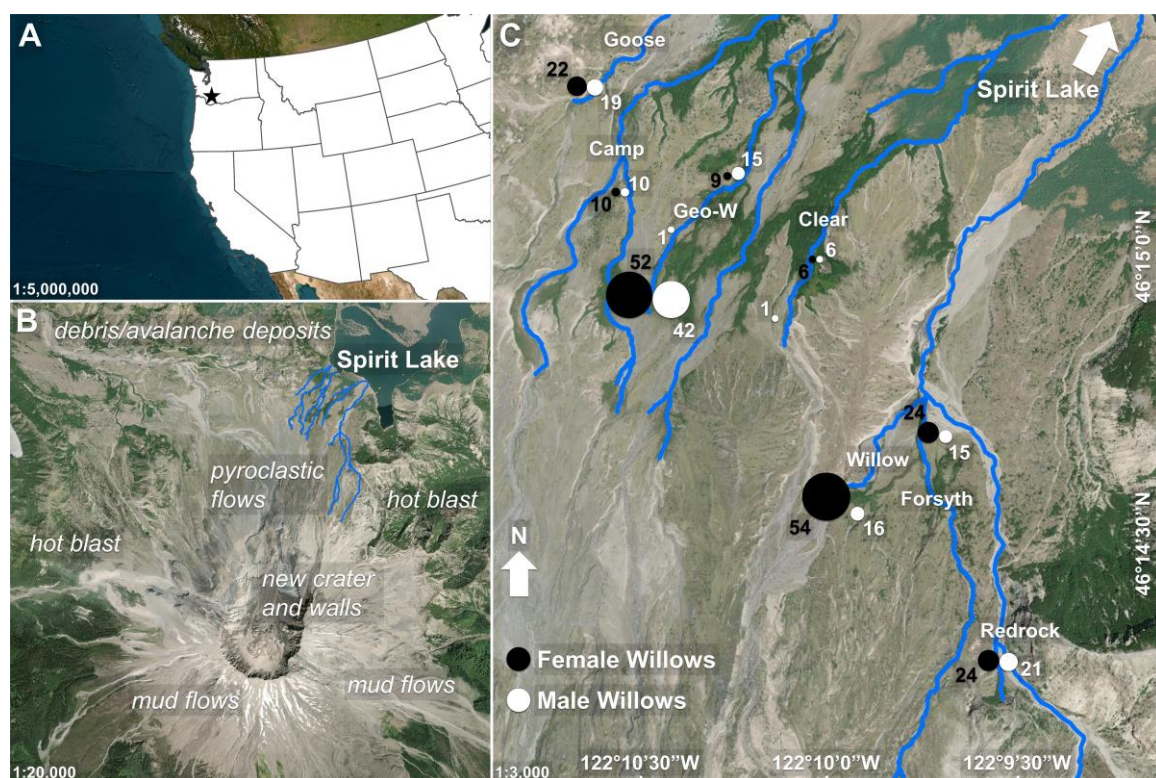 A
1:5,000,000
B
debris/avalanche deposits
Spirit Lake
pyroclastic
flows
hot blast
hot blast
new crater
and walls
mud flows
mud flows
1:20,000
C
Goose
22
19
Spirit Lake
Camp
10
10
15
9
Geo-W
1
Clear
6
6
52
42
1
46°15'0"N
24
15
Willow
Forsyth
54
16
46°14'30"N
N
Redrock
24
21
Female Willows
Male Willows
1:3,000
122°10'30"W
122°10'0"W
122°9'30"W